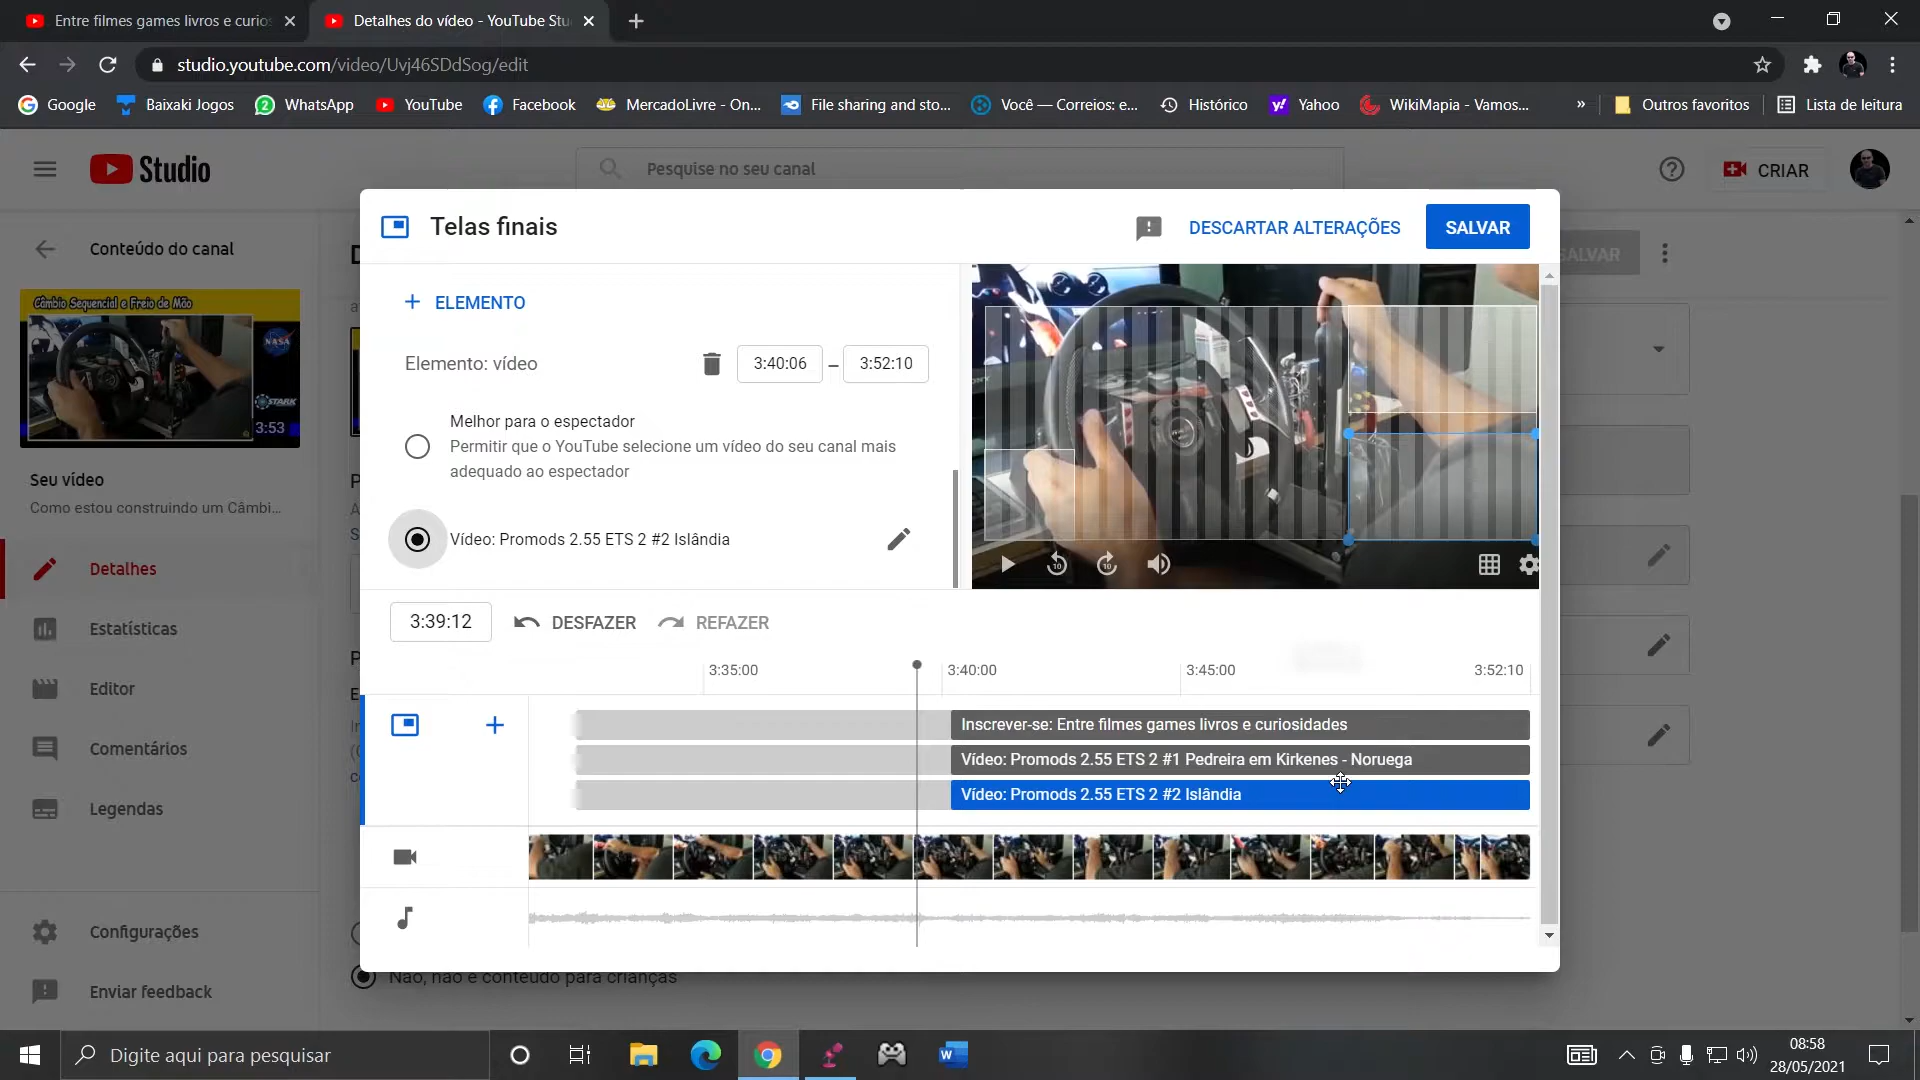 Entre filmes games livros e curio
Detalhes do vídeo - YouTube Stu
studio.youtube.com/video/Uvj46SDdSog/edit
Google
Baixaki Jogos
WhatsApp
YouTube
Facebook
MercadoLivre - On...
File sharing and sto...
Você — Correios: e...
Histórico
Yahoo
WikiMapia - Vamos...
»
Outros favoritos
Lista de leitura
Studio
Pesquise no seu canal
CRIAR
Telas finais
DESCARTAR ALTERAÇÕES
SALVAR
Conteúdo do canal
SALVAR
Câmbio Sequencial e Freio de Mão
NASA
STARK
3:53
+ ELEMENTO
Elemento: vídeo
3:40:06 – 3:52:10
Melhor para o espectador
Permitir que o YouTube selecione um vídeo do seu canal mais
adequado ao espectador
Vídeo: Promods 2.55 ETS 2 #2 Islândia
Seu vídeo
Como estou construindo um Câmbi...
Detalhes
Estatísticas
Editor
Comentários
Legendas
Configurações
Enviar feedback
10
10
3:39:12
DESFAZER
REFAZER
3:35:00
3:40:00
3:45:00
3:52:10
Inscrever-se: Entre filmes games livros e curiosidades
Vídeo: Promods 2.55 ETS 2 #1 Pedreira em Kirkenes - Noruega
Vídeo: Promods 2.55 ETS 2 #2 Islândia
Não, não é conteúdo para crianças
Digite aqui para pesquisar
08:58
28/05/2021